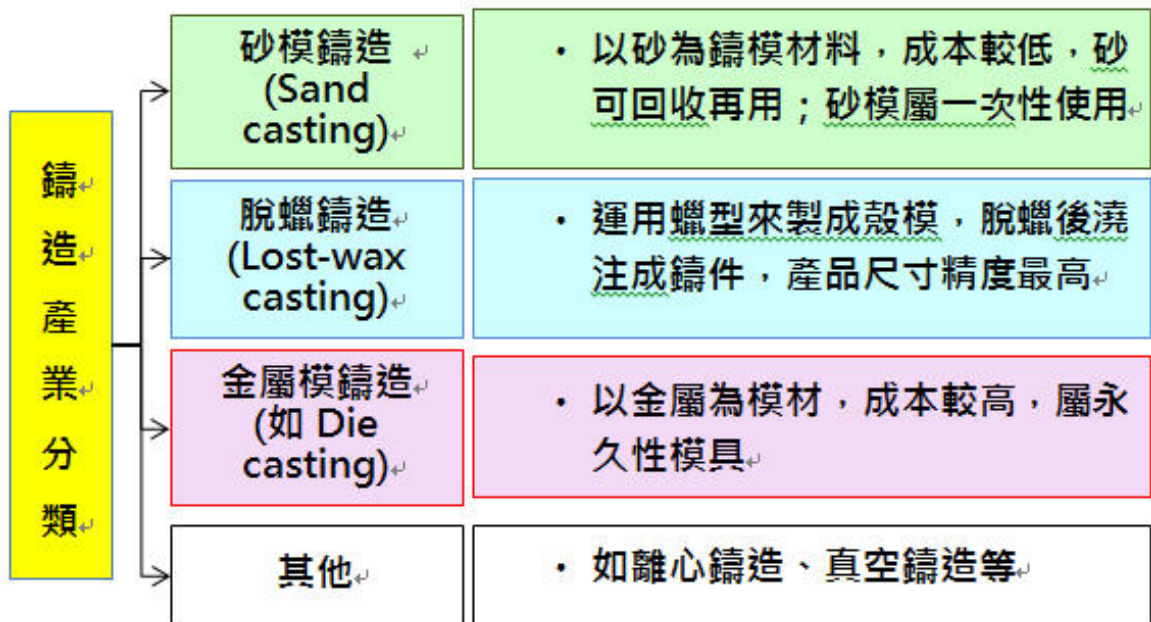 鑄造產業分類
砂模鑄造
(Sand
casting)
• 以砂為鑄模材料，成本較低，砂
可回收再用；砂模屬一次性使用
脫蠟鑄造
(Lost-wax
casting)
• 運用蠟型來製成殼模，脫蠟後澆
注成鑄件，產品尺寸精度最高
金屬模鑄造
(如 Die
casting)
• 以金屬為模材，成本較高，屬永
久性模具
其他
• 如離心鑄造、真空鑄造等